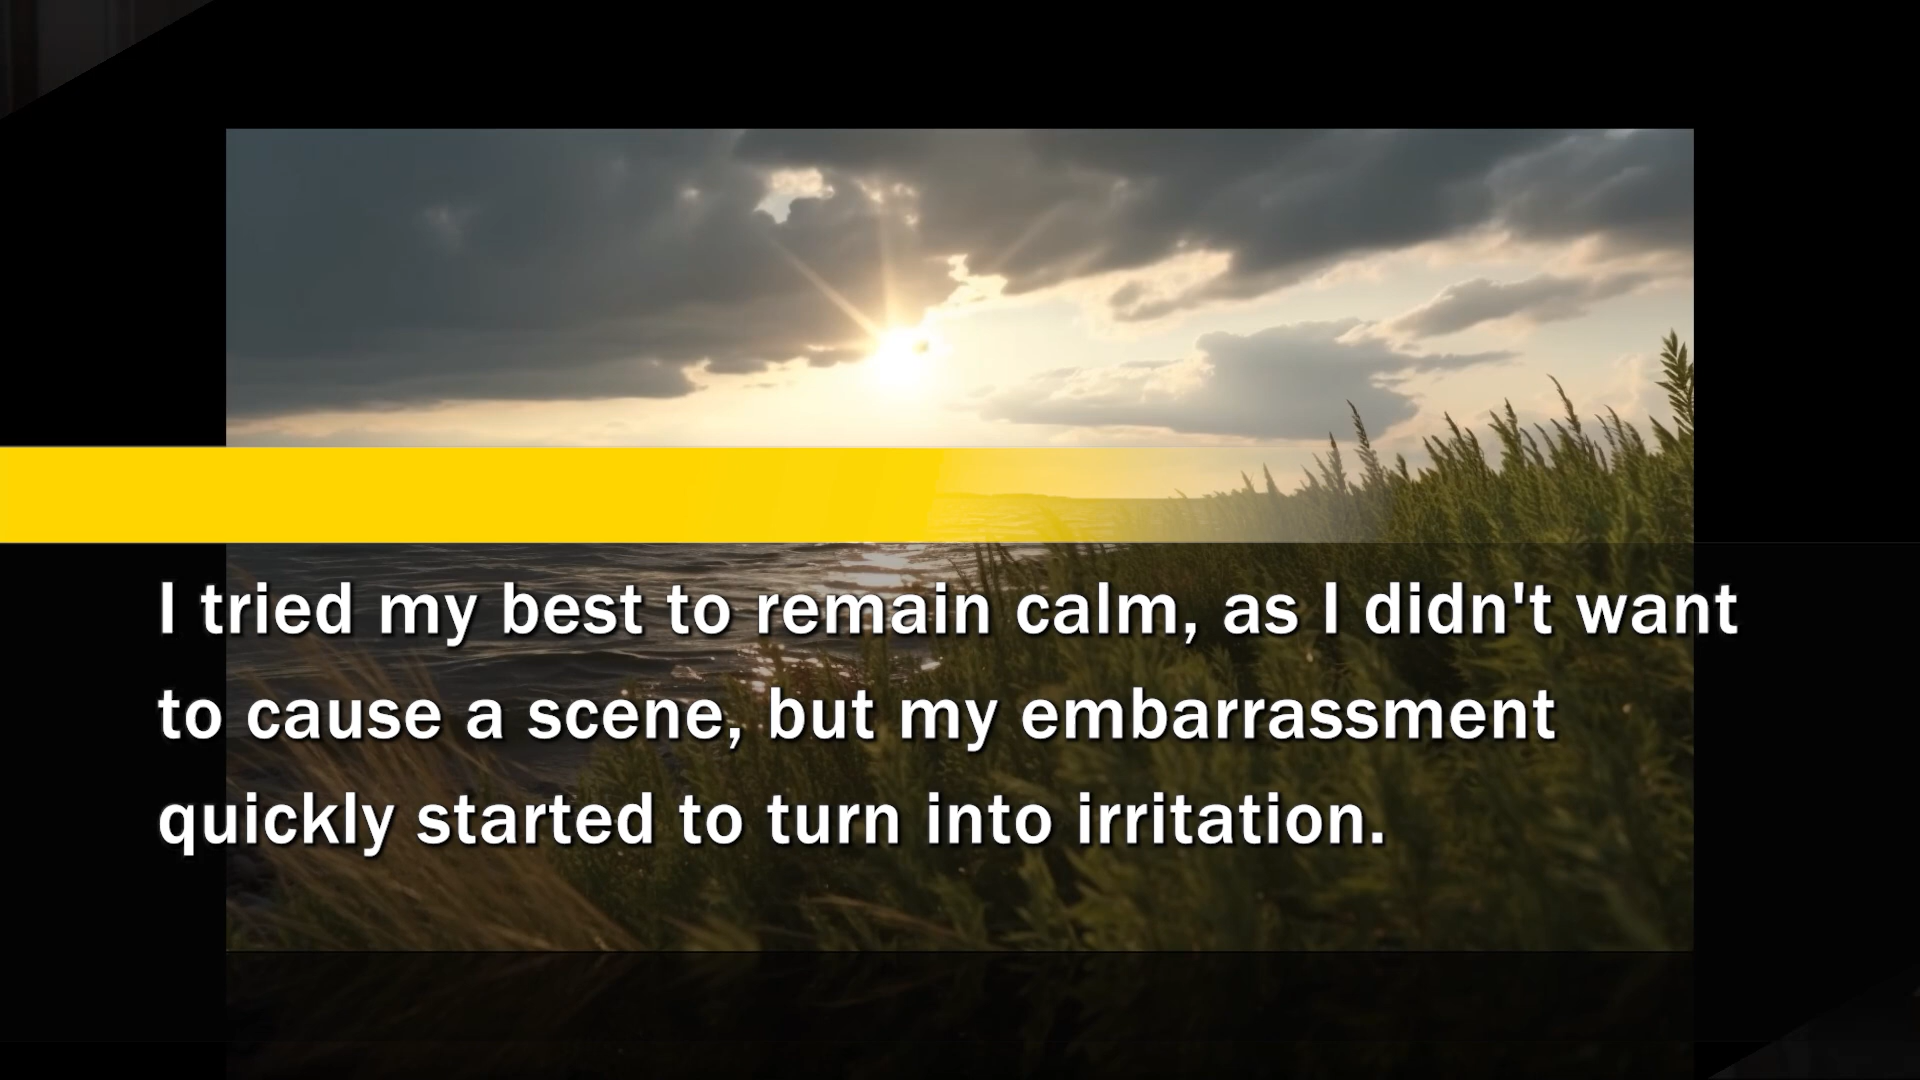 I tried my best to remain calm, as I didn't want
to cause a scene, but my embarrassment
quickly started to turn into irritation.